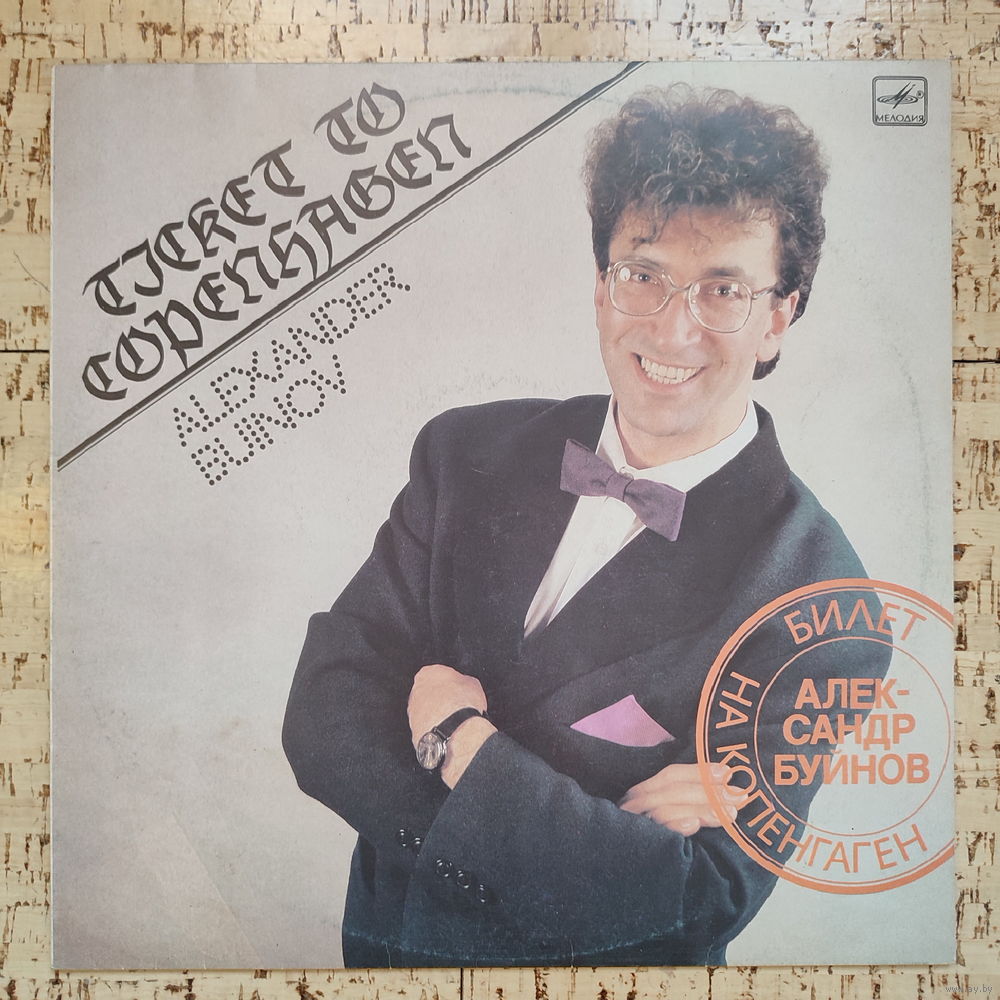 TICKET TO
COPENHAGEN
ALEXANDER
BUINOV
МЕЛОДИЯ
БИЛЕТ
НА КОПЕНГАГЕН
АЛЕК-
САНДР
БУЙНОВ